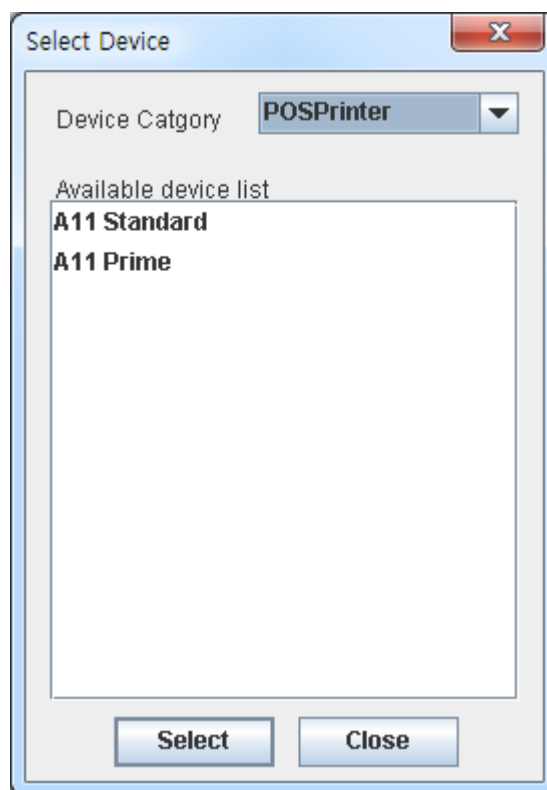 Select Device
Device Catgory POSPrinter
Available device list
A11 Standard
A11 Prime
Select Close